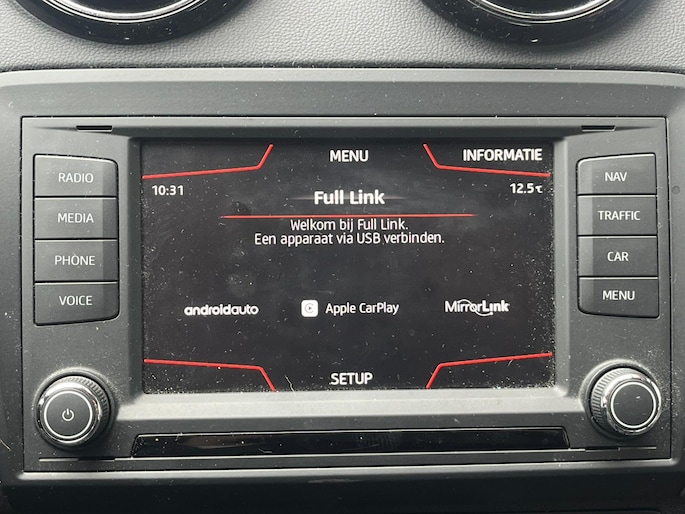 RADIO
MEDIA
PHONE
VOICE
MENU
INFORMATIE
10:31
12.5℃
Full Link
Welkom bij Full Link.
Een apparaat via USB verbinden.
androidauto
Apple CarPlay
MirrorLink
SETUP
NAV
TRAFFIC
CAR
MENU